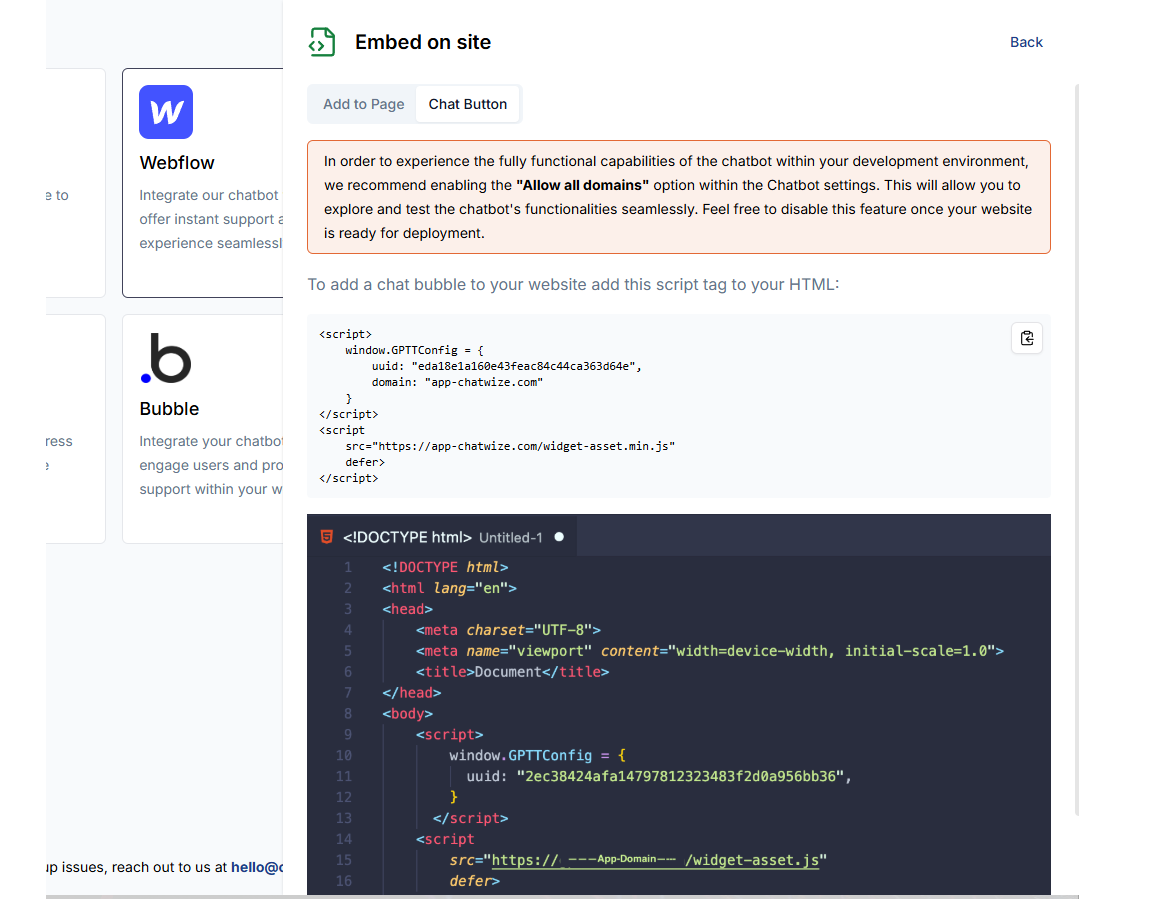 Embed on site
Back
Add to Page
Chat Button
In order to experience the fully functional capabilities of the chatbot within your development environment,
we recommend enabling the "Allow all domains" option within the Chatbot settings. This will allow you to
explore and test the chatbot's functionalities seamlessly. Feel free to disable this feature once your website
is ready for deployment.
To add a chat bubble to your website add this script tag to your HTML:
<script>
window.GPTTConfig = {
uuid: "eda18e1a160e43feac84c44ca363d64e",
domain: "app-chatwize.com"
}
</script>
<script
src="https://app-chatwize.com/widget-asset.min.js"
defer>
</script>
<!DOCTYPE html> Untitled-1
1 <!DOCTYPE html>
2 <html lang="en">
3 <head>
4 <meta charset="UTF-8">
5 <meta name="viewport" content="width=device-width, initial-scale=1.0">
6 <title>Document</title>
7 </head>
8 <body>
9 <script>
10 window.GPTTConfig = {
11 uuid: "2ec38424afa14797812323483f2d0a956bb36",
12 }
13 </script>
14 <script
15 src="https://----App-Domain----/widget-asset.js"
16 defer>
Webflow
Integrate our chatbot
offer instant support a
experience seamlessl
e to
Bubble
Integrate your chatbot
engage users and pro
support within your w
ress
e
up issues, reach out to us at hello@c